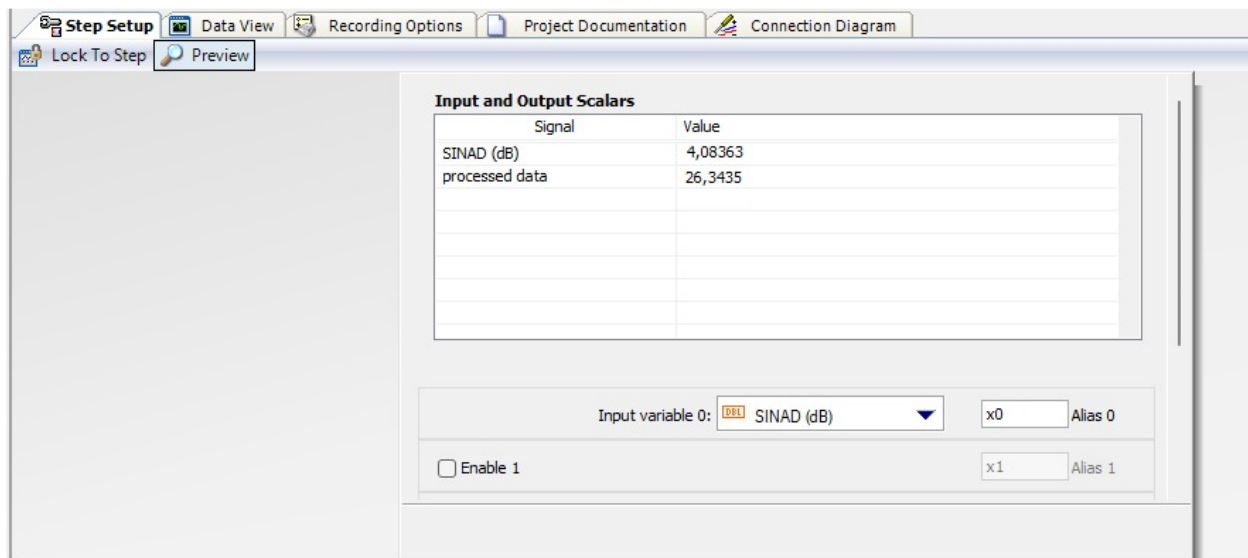 Step Setup Data View Recording Options Project Documentation Connection Diagram
Lock To Step Preview
Input and Output Scalars
Signal Value
SINAD (dB) 4,08363
processed data 26,3435
Input variable 0: DBL SINAD (dB) x0 Alias 0
Enable 1 x1 Alias 1